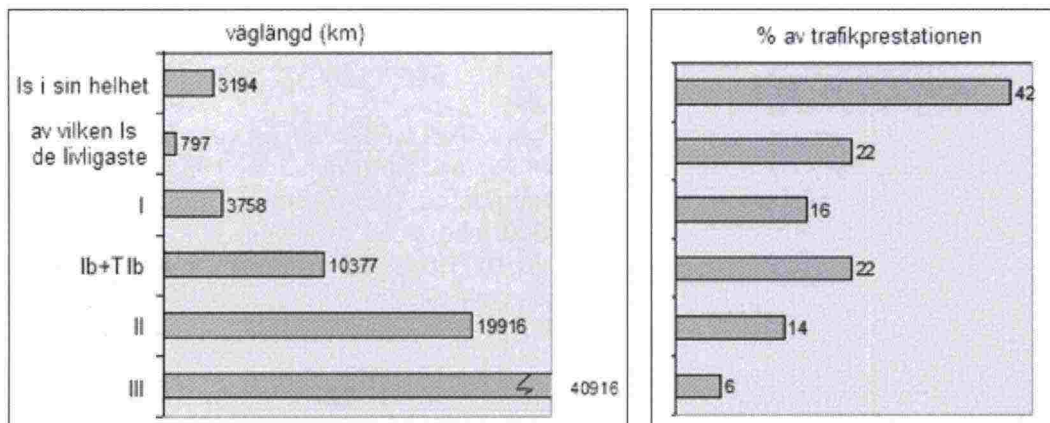 väglängd (km)
Is i sin helhet
3194
av vilken Is
de livligaste
797
I
3758
Ib+TIb
10377
II
19916
III
40916
% av trafikprestationen
42
22
16
22
14
6